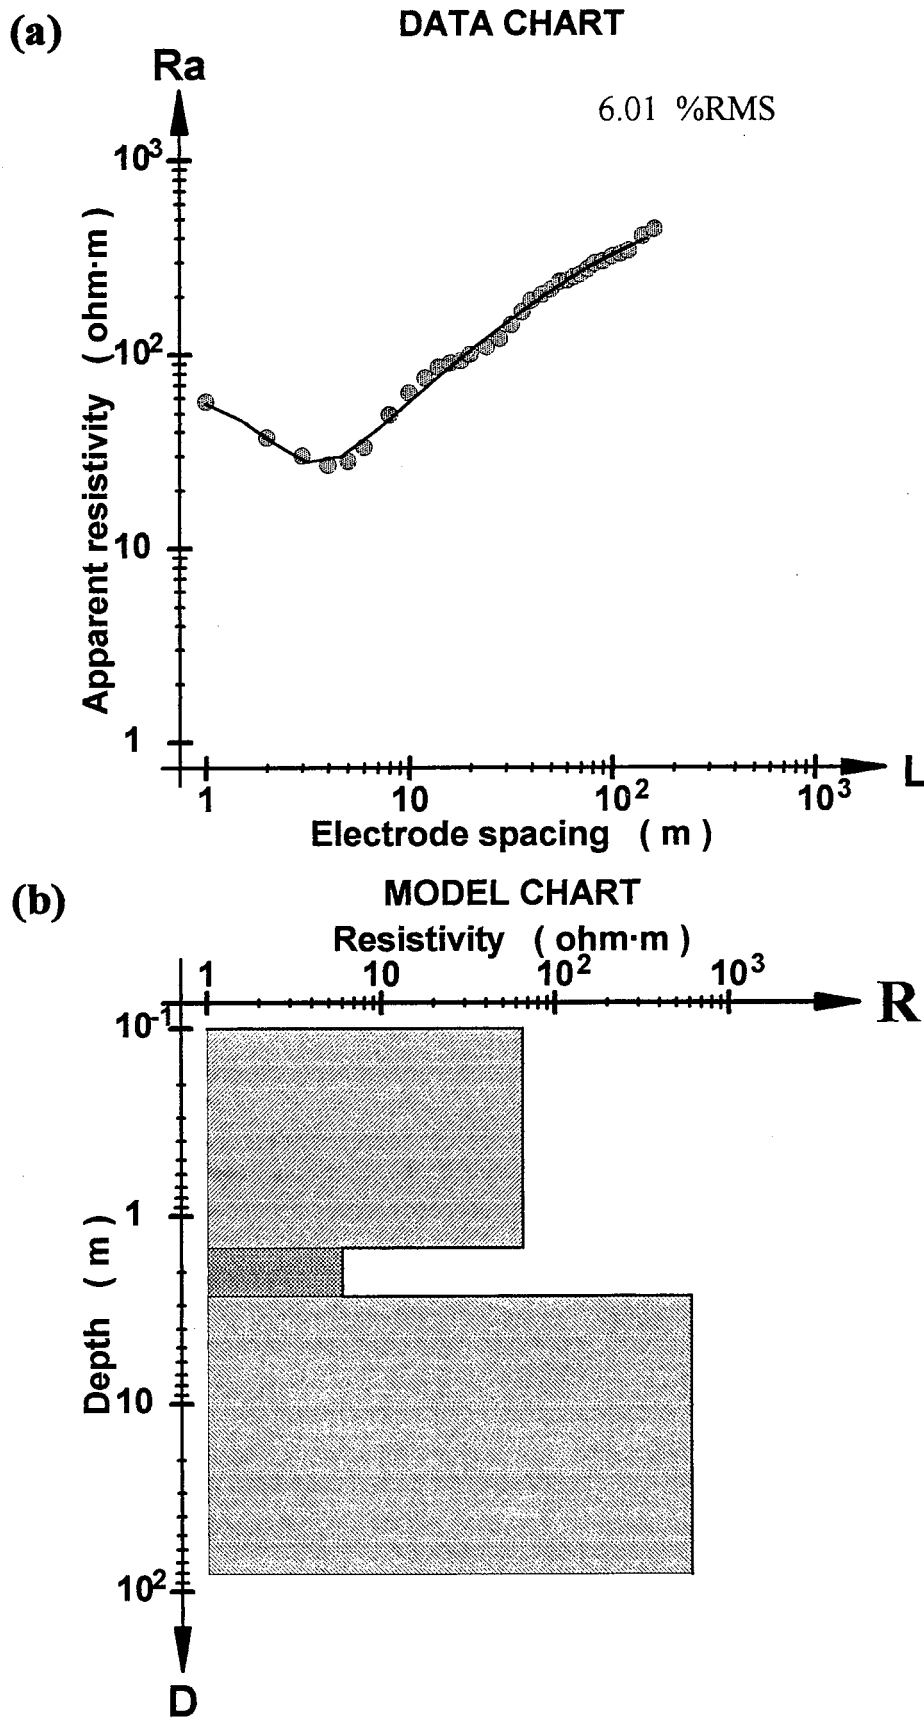 (a)
DATA CHART
Ra
6.01 %RMS
10³
10²
10
1
Apparent resistivity ( ohm·m )
1 10 10² 10³
L
Electrode spacing ( m )
(b)
MODEL CHART
Resistivity ( ohm·m )
1 10 10² 10³
R
10⁻¹
1
10
10²
Depth ( m )
D